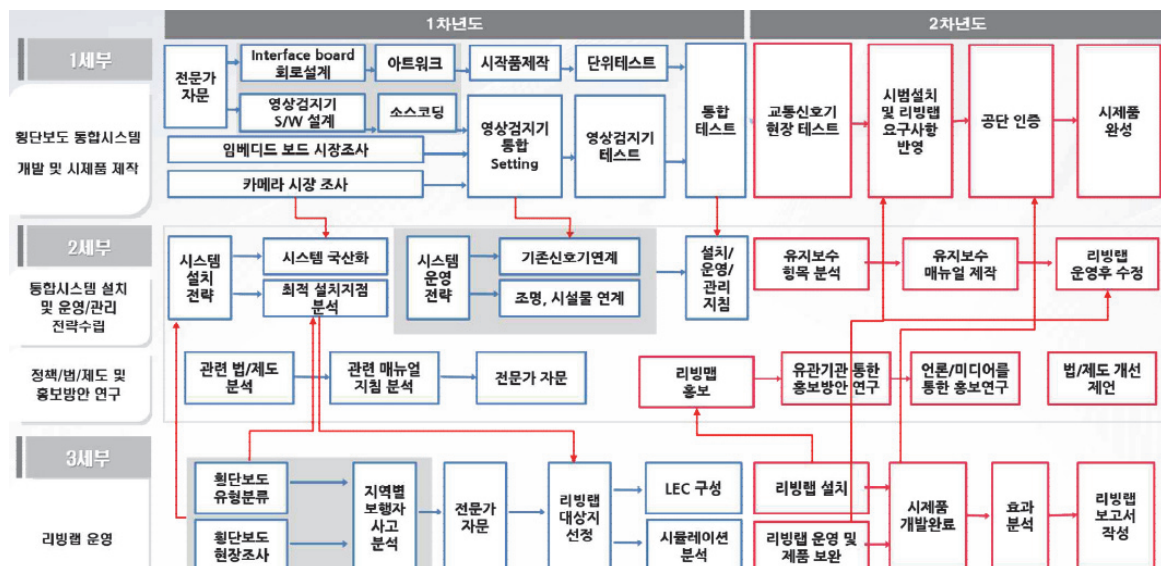 1차년도
2차년도
1세부
횡단보도 통합시스템
개발 및 시제품 제작
전문가
자문
Interface board
회로설계
아트워크
시작품제작
단위테스트
영상검지기
S/W 설계
소스코딩
임베디드 보드 시장조사
카메라 시장 조사
영상검지기
통합
Setting
영상검지기
테스트
통합
테스트
교통신호기
현장 테스트
시범설치
및 리빙랩
요구사항
반영
공단 인증
시제품
완성
2세부
통합시스템 설치
및 운영/관리
전략수립
시스템
설치
전략
시스템 국산화
최적 설치지점
분석
시스템
운영
전략
기존신호기연계
조명, 시설물 연계
설치/
운영/
관리
지침
유지보수
항목 분석
유지보수
매뉴얼 제작
리빙랩
운영후 수정
정책/법/제도 및
홍보방안 연구
관련 법/제도
분석
관련 매뉴얼
지침 분석
전문가 자문
리빙맵
홍보
유관기관 통한
홍보방안 연구
언론/미디어를
통한 홍보연구
법/제도 개선
제언
3세부
리빙랩 운영
횡단보도
유형분류
횡단보도
현장조사
지역별
보행자
사고
분석
전문가
자문
리빙랩
대상지
선정
LEC 구성
시뮬레이션
분석
리빙랩 설치
리빙랩 운영 및
제품 보완
시제품
개발완료
효과
분석
리빙랩
보고서
작성